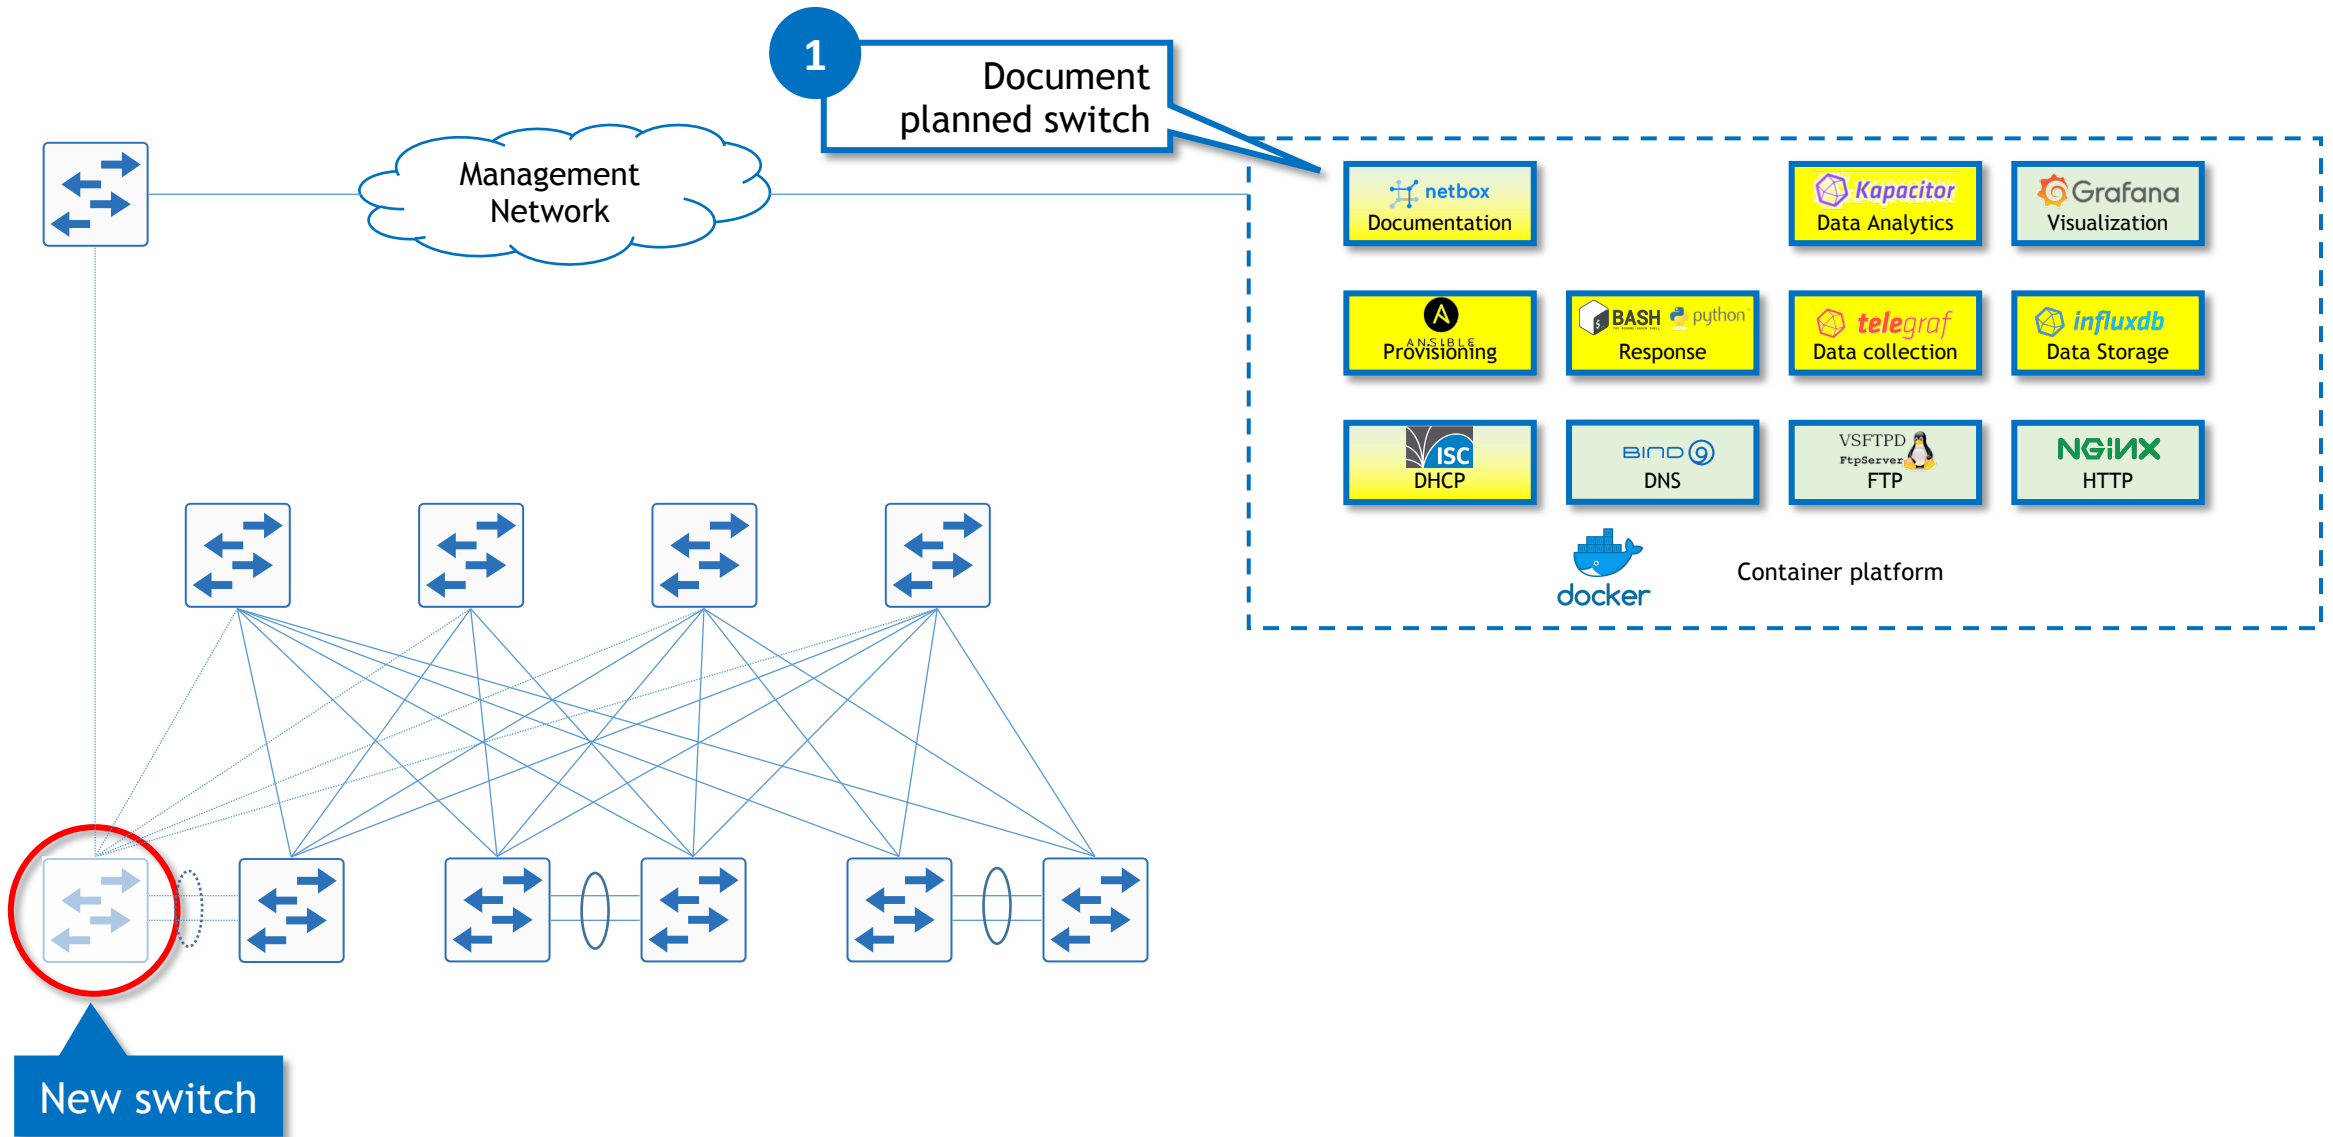 1
Document
planned switch
Management
Network
netbox
Documentation
Kapacitor
Data Analytics
Grafana
Visualization
ANSIBLE
Provisioning
BASH
python
Response
telegraf
Data collection
influxdb
Data Storage
ISC
DHCP
BIND 9
DNS
VSFTPD
FtpServer
FTP
NGINX
HTTP
docker
Container platform
New switch